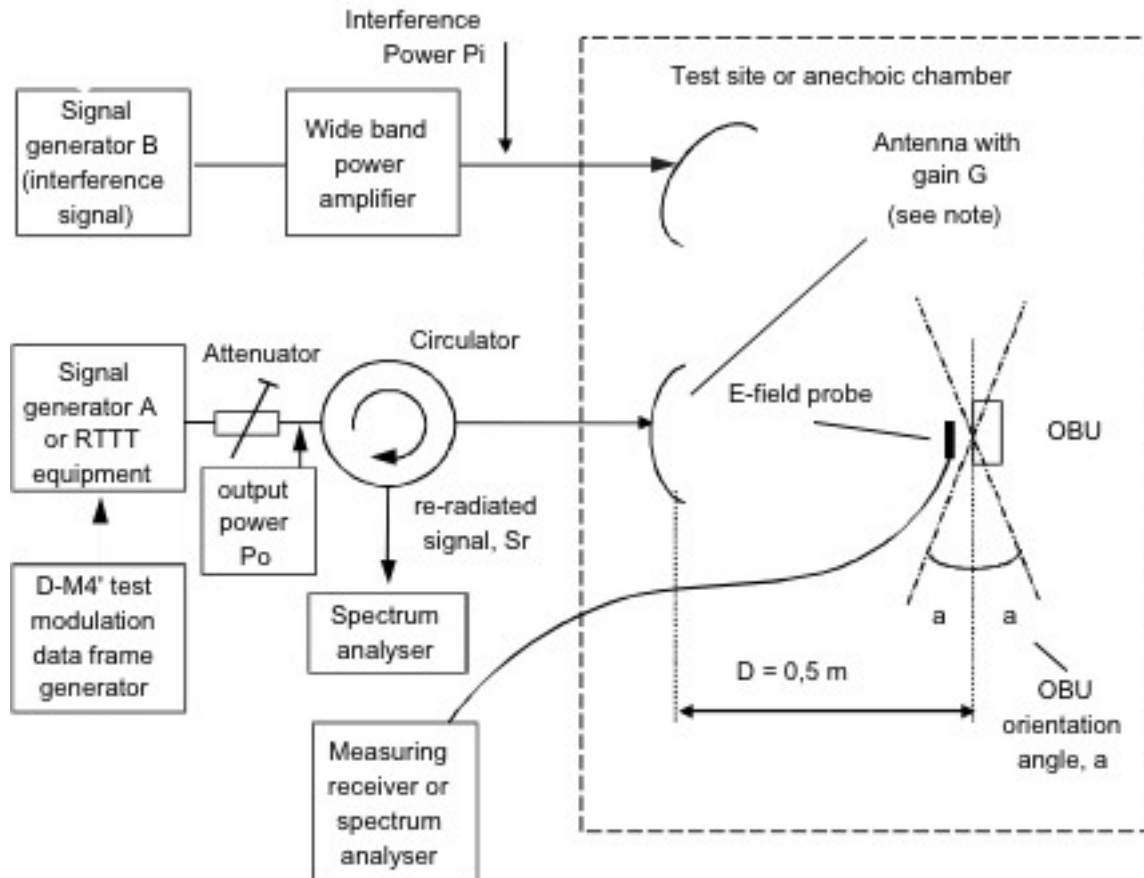 Interference
Power Pi
Test site or anechoic chamber
Signal
generator B
(interference
signal)
Wide band
power
amplifier
Antenna with
gain G
(see note)
Attenuator
Circulator
Signal
generator A
or RTTT
equipment
E-field probe
OBU
output
power
Po
re-radiated
signal, Sr
D-M4' test
modulation
data frame
generator
Spectrum
analyser
a
a
D = 0,5 m
OBU
orientation
angle, a
Measuring
receiver or
spectrum
analyser